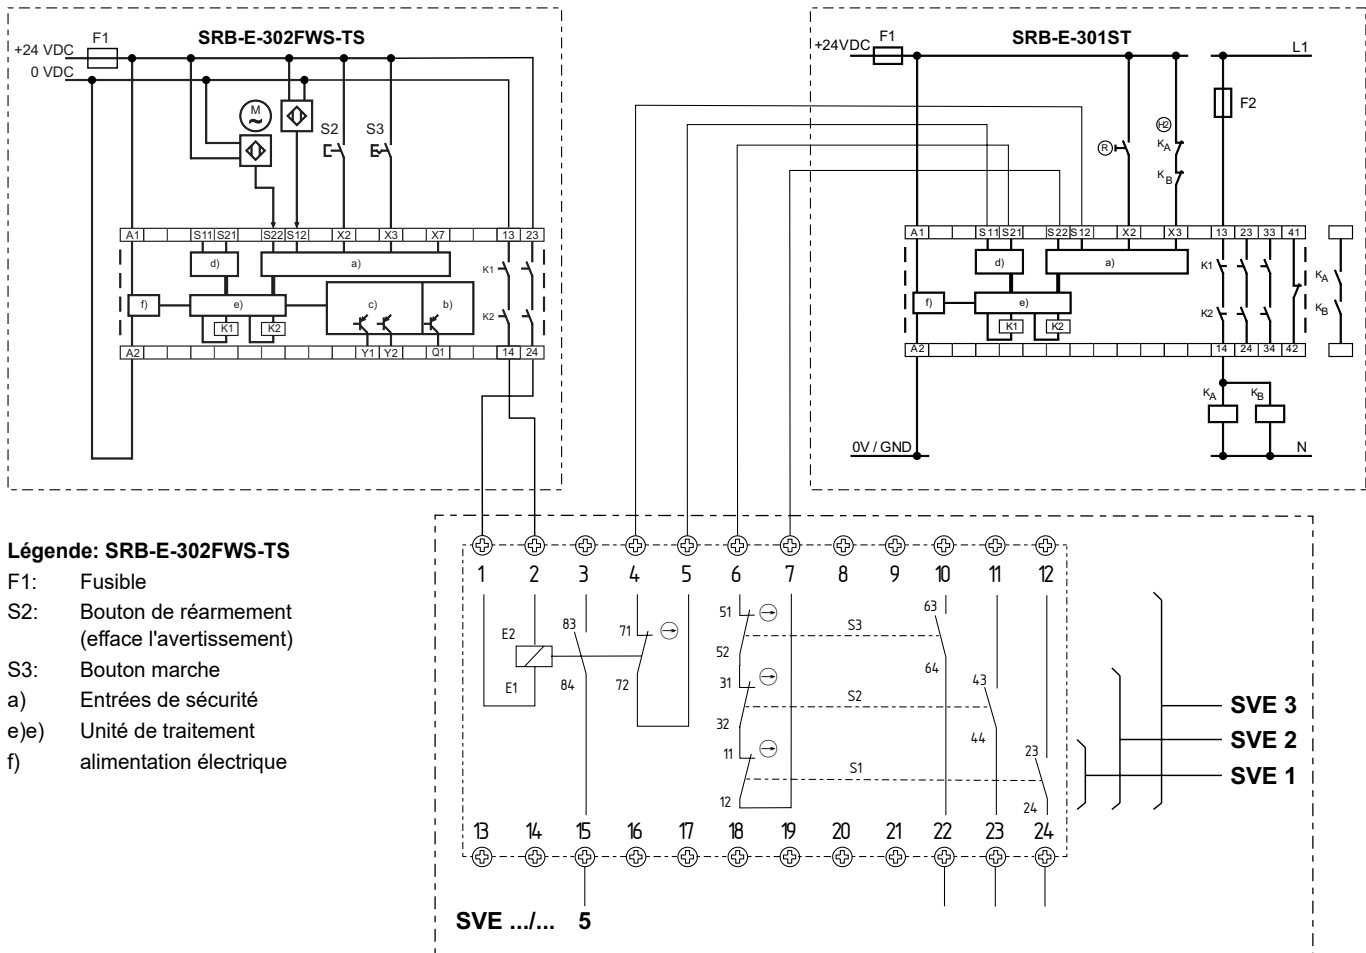 SRB-E-302FWS-TS
+24 VDC
F1
0 VDC
M
~
S2
S3
A1 S11 S21 S22 S12 X2 X3 X7 13 23
d)
a)
K1
f)
e)
c)
b)
K2
K1 K2
A2 Y1 Y2 Q1 14 24
SRB-E-301ST
+24VDC
F1
L1
F2
H2
R
KA
KB
A1 S11 S21 S22 S12 X2 X3 13 23 33 41
d)
a)
K1
KA
f)
e)
K2
KB
K1 K2
A2 14 24 34 42
KA KB
0V / GND
N
Légende: SRB-E-302FWS-TS
F1: Fusible
S2: Bouton de réarmement
(efface l'avertissement)
S3: Bouton marche
a) Entrées de sécurité
e)e) Unité de traitement
f) alimentation électrique
1 2 3 4 5 6 7 8 9 10 11 12
E2
E1
83
84
71
72
51
52
S3
63
64
31
32
S2
43
44
11
12
S1
23
24
SVE 3
SVE 2
SVE 1
13 14 15 16 17 18 19 20 21 22 23 24
SVE .../... 5